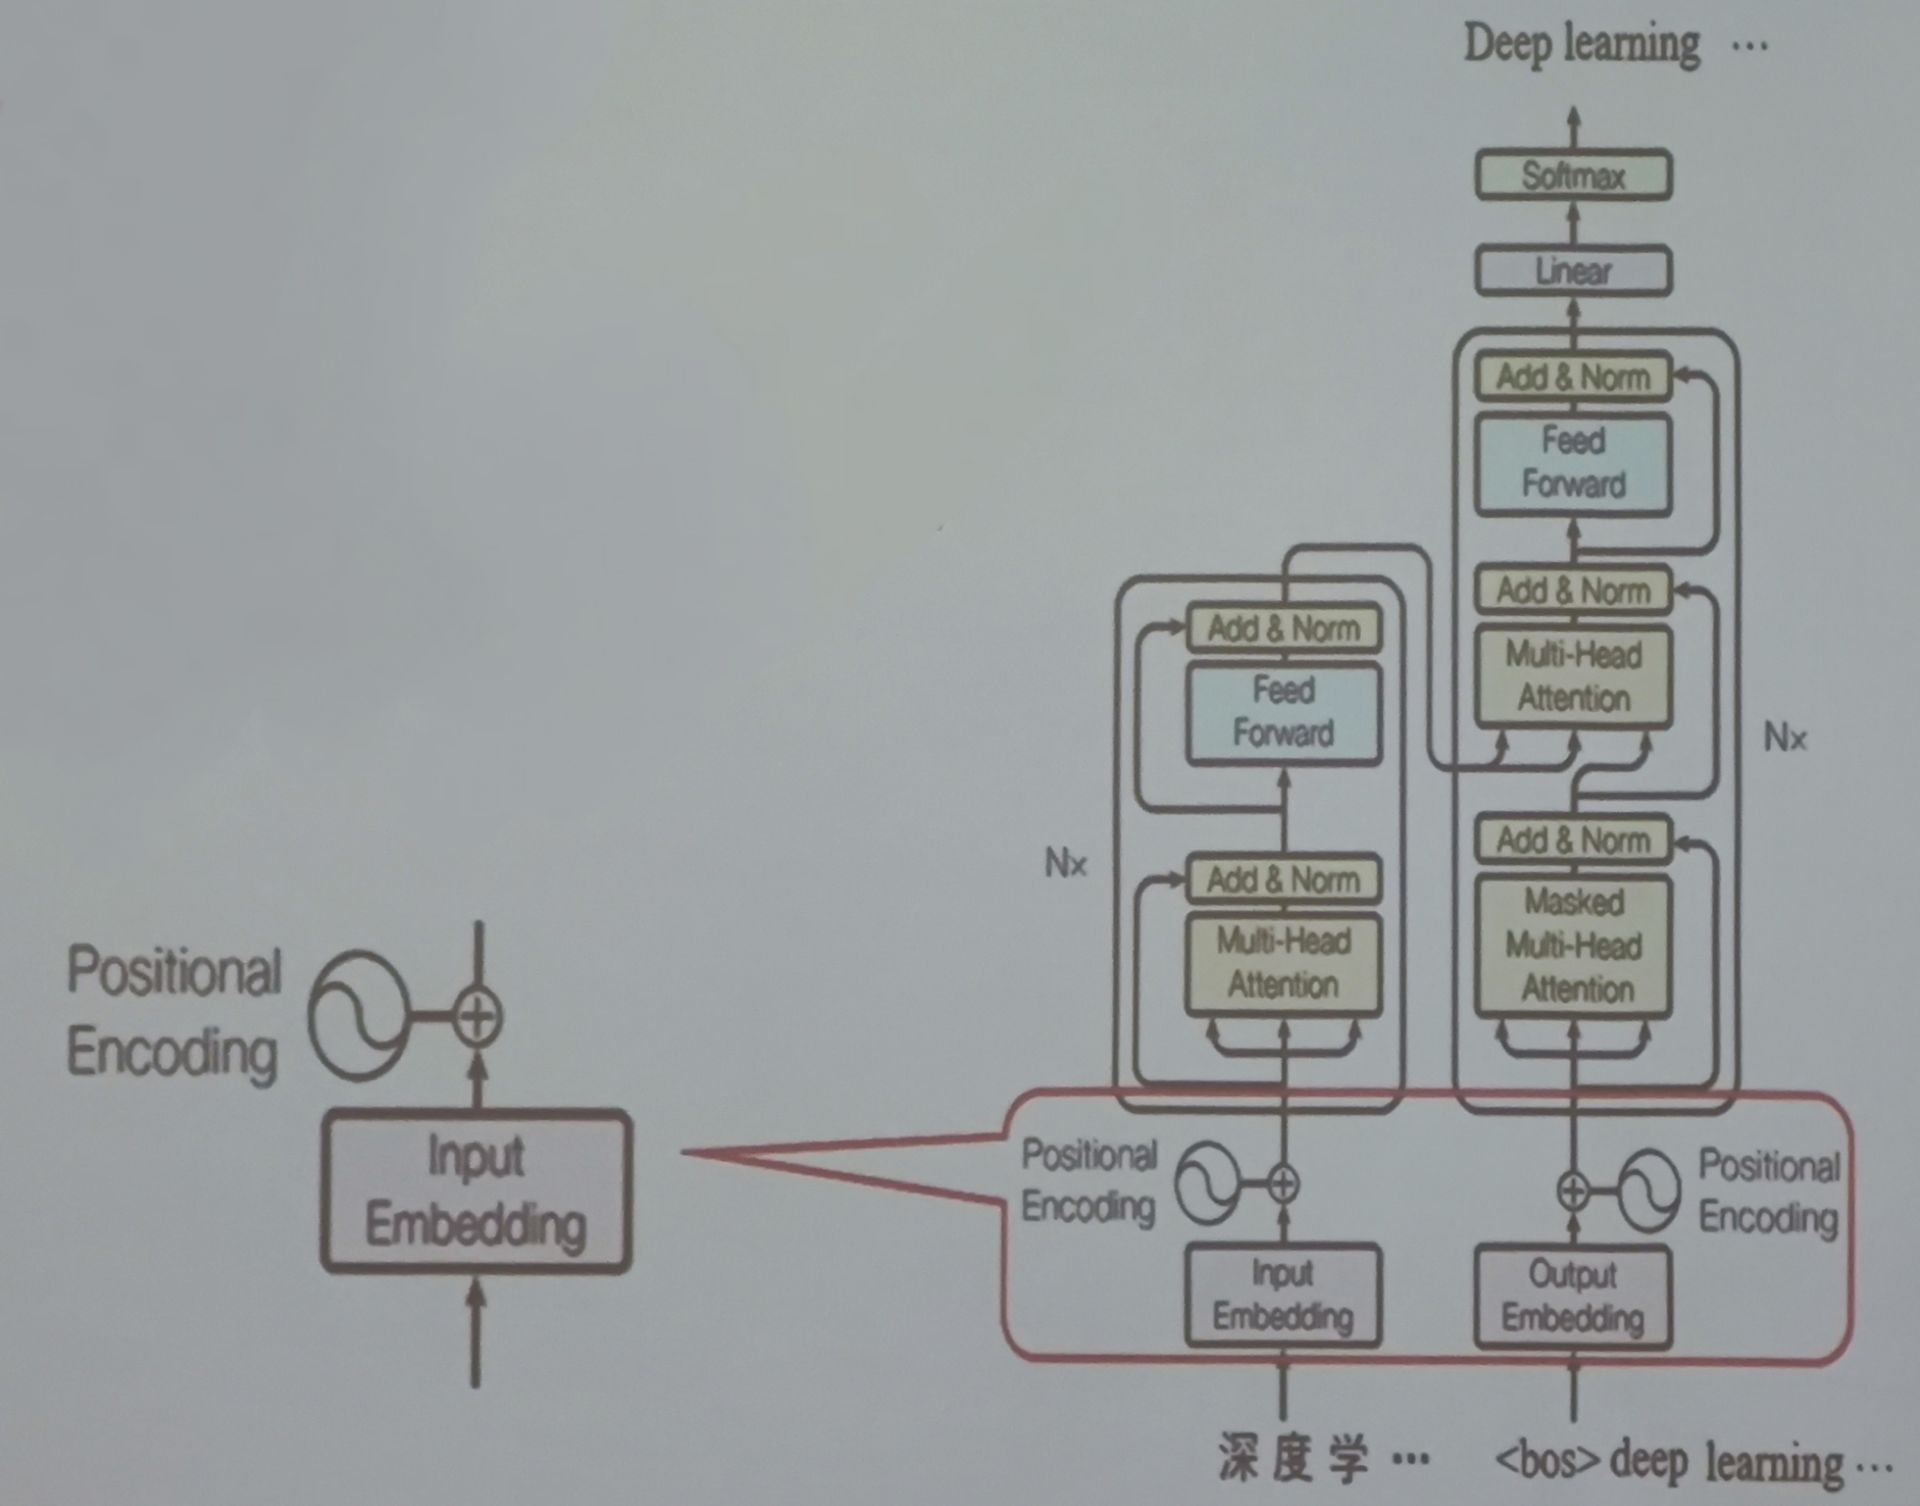 Deep learning ...
Softmax
Linear
Add & Norm
Feed
Forward
Add & Norm
Multi-Head
Attention
Nx
Add & Norm
Masked
Multi-Head
Attention
Add & Norm
Feed
Forward
Nx
Add & Norm
Multi-Head
Attention
Positional
Encoding
Input
Embedding
Positional
Encoding
Input
Embedding
Positional
Encoding
Output
Embedding
深度学 ...
<bos> deep learning ...